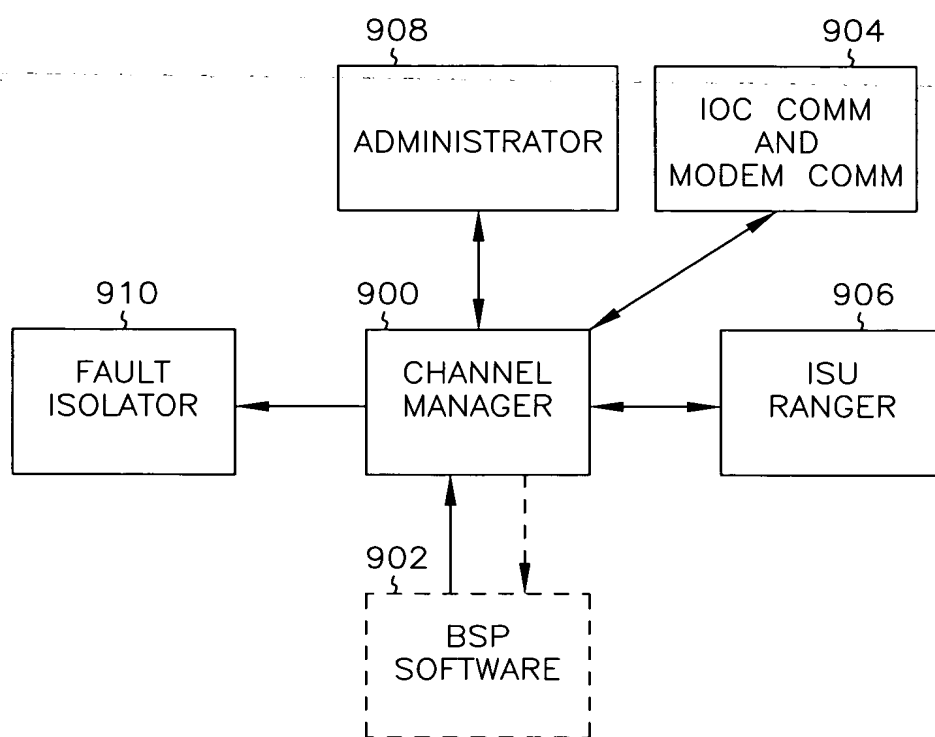 908
904
ADMINISTRATOR
IOC COMM
AND
MODEM COMM
910
900
906
FAULT
ISOLATOR
CHANNEL
MANAGER
ISU
RANGER
902
BSP
SOFTWARE